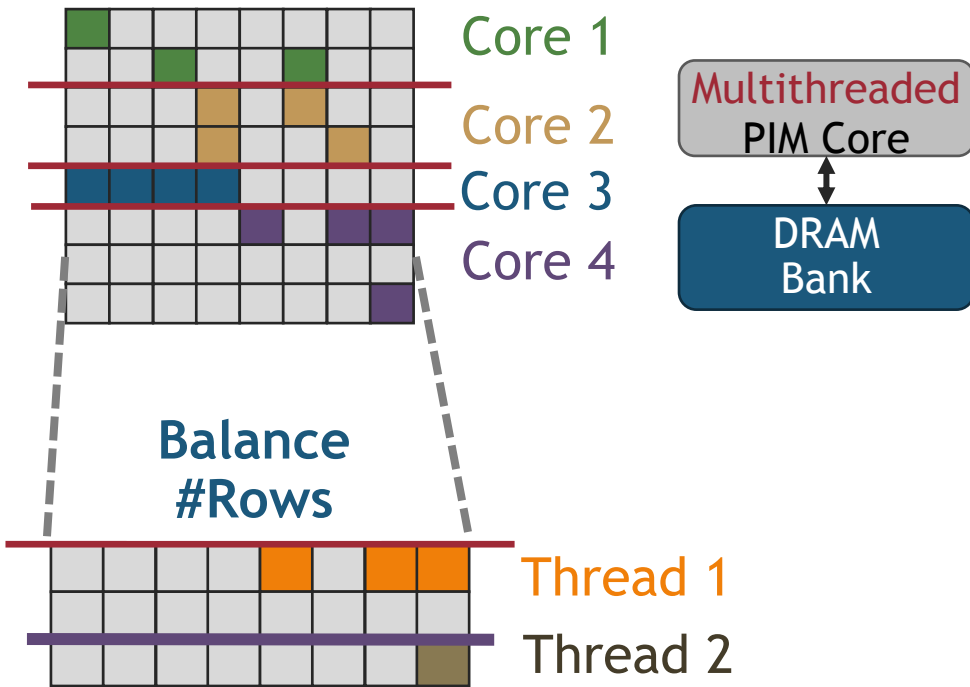 Core 1
Core 2
Core 3
Core 4
Multithreaded
PIM Core
DRAM
Bank
Balance
#Rows
Thread 1
Thread 2